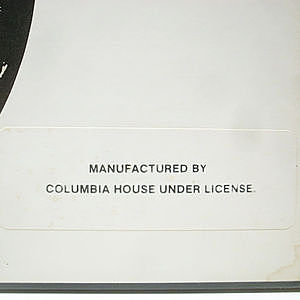 MANUFACTURED BY
COLUMBIA HOUSE UNDER LICENSE.